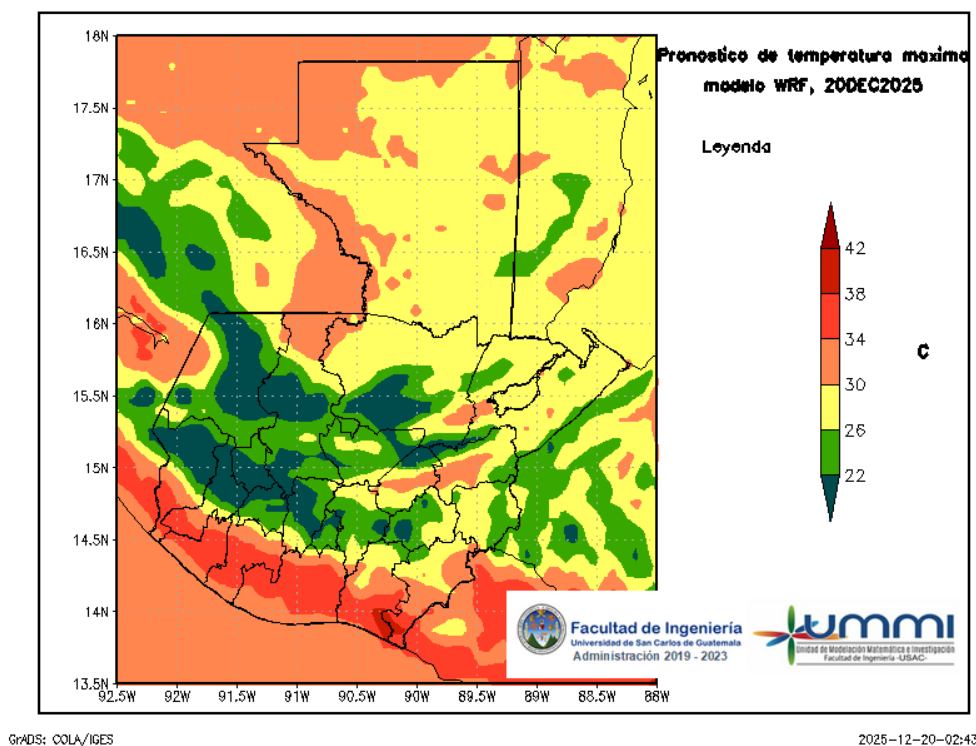 Pronostico de temperatura maxima
modelo WRF, 20DEC2025
Leyenda
42
38
34
30
26
22
C
18N
17.5N
17N
16.5N
16N
15.5N
15N
14.5N
14N
13.5N
92.5W
92W
91.5W
91W
90.5W
90W
89.5W
89W
88.5W
88W
Facultad de Ingeniería
Universidad de San Carlos de Guatemala
Administración 2019 - 2023
ummi
Unidad de Modelación Matemática e Investigación
Facultad de Ingeniería -USAC-
GrADS: COLA/IGES
2025-12-20-02:43